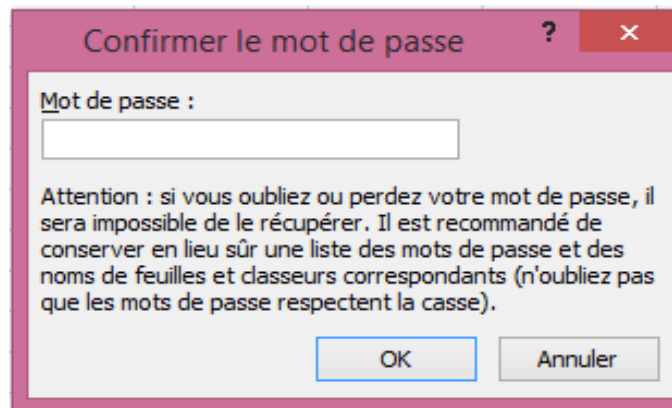 Confirmer le mot de passe ? ×
Mot de passe :
Attention : si vous oubliez ou perdez votre mot de passe, il
sera impossible de le récupérer. Il est recommandé de
conserver en lieu sûr une liste des mots de passe et des
noms de feuilles et classeurs correspondants (n'oubliez pas
que les mots de passe respectent la casse).
OK Annuler